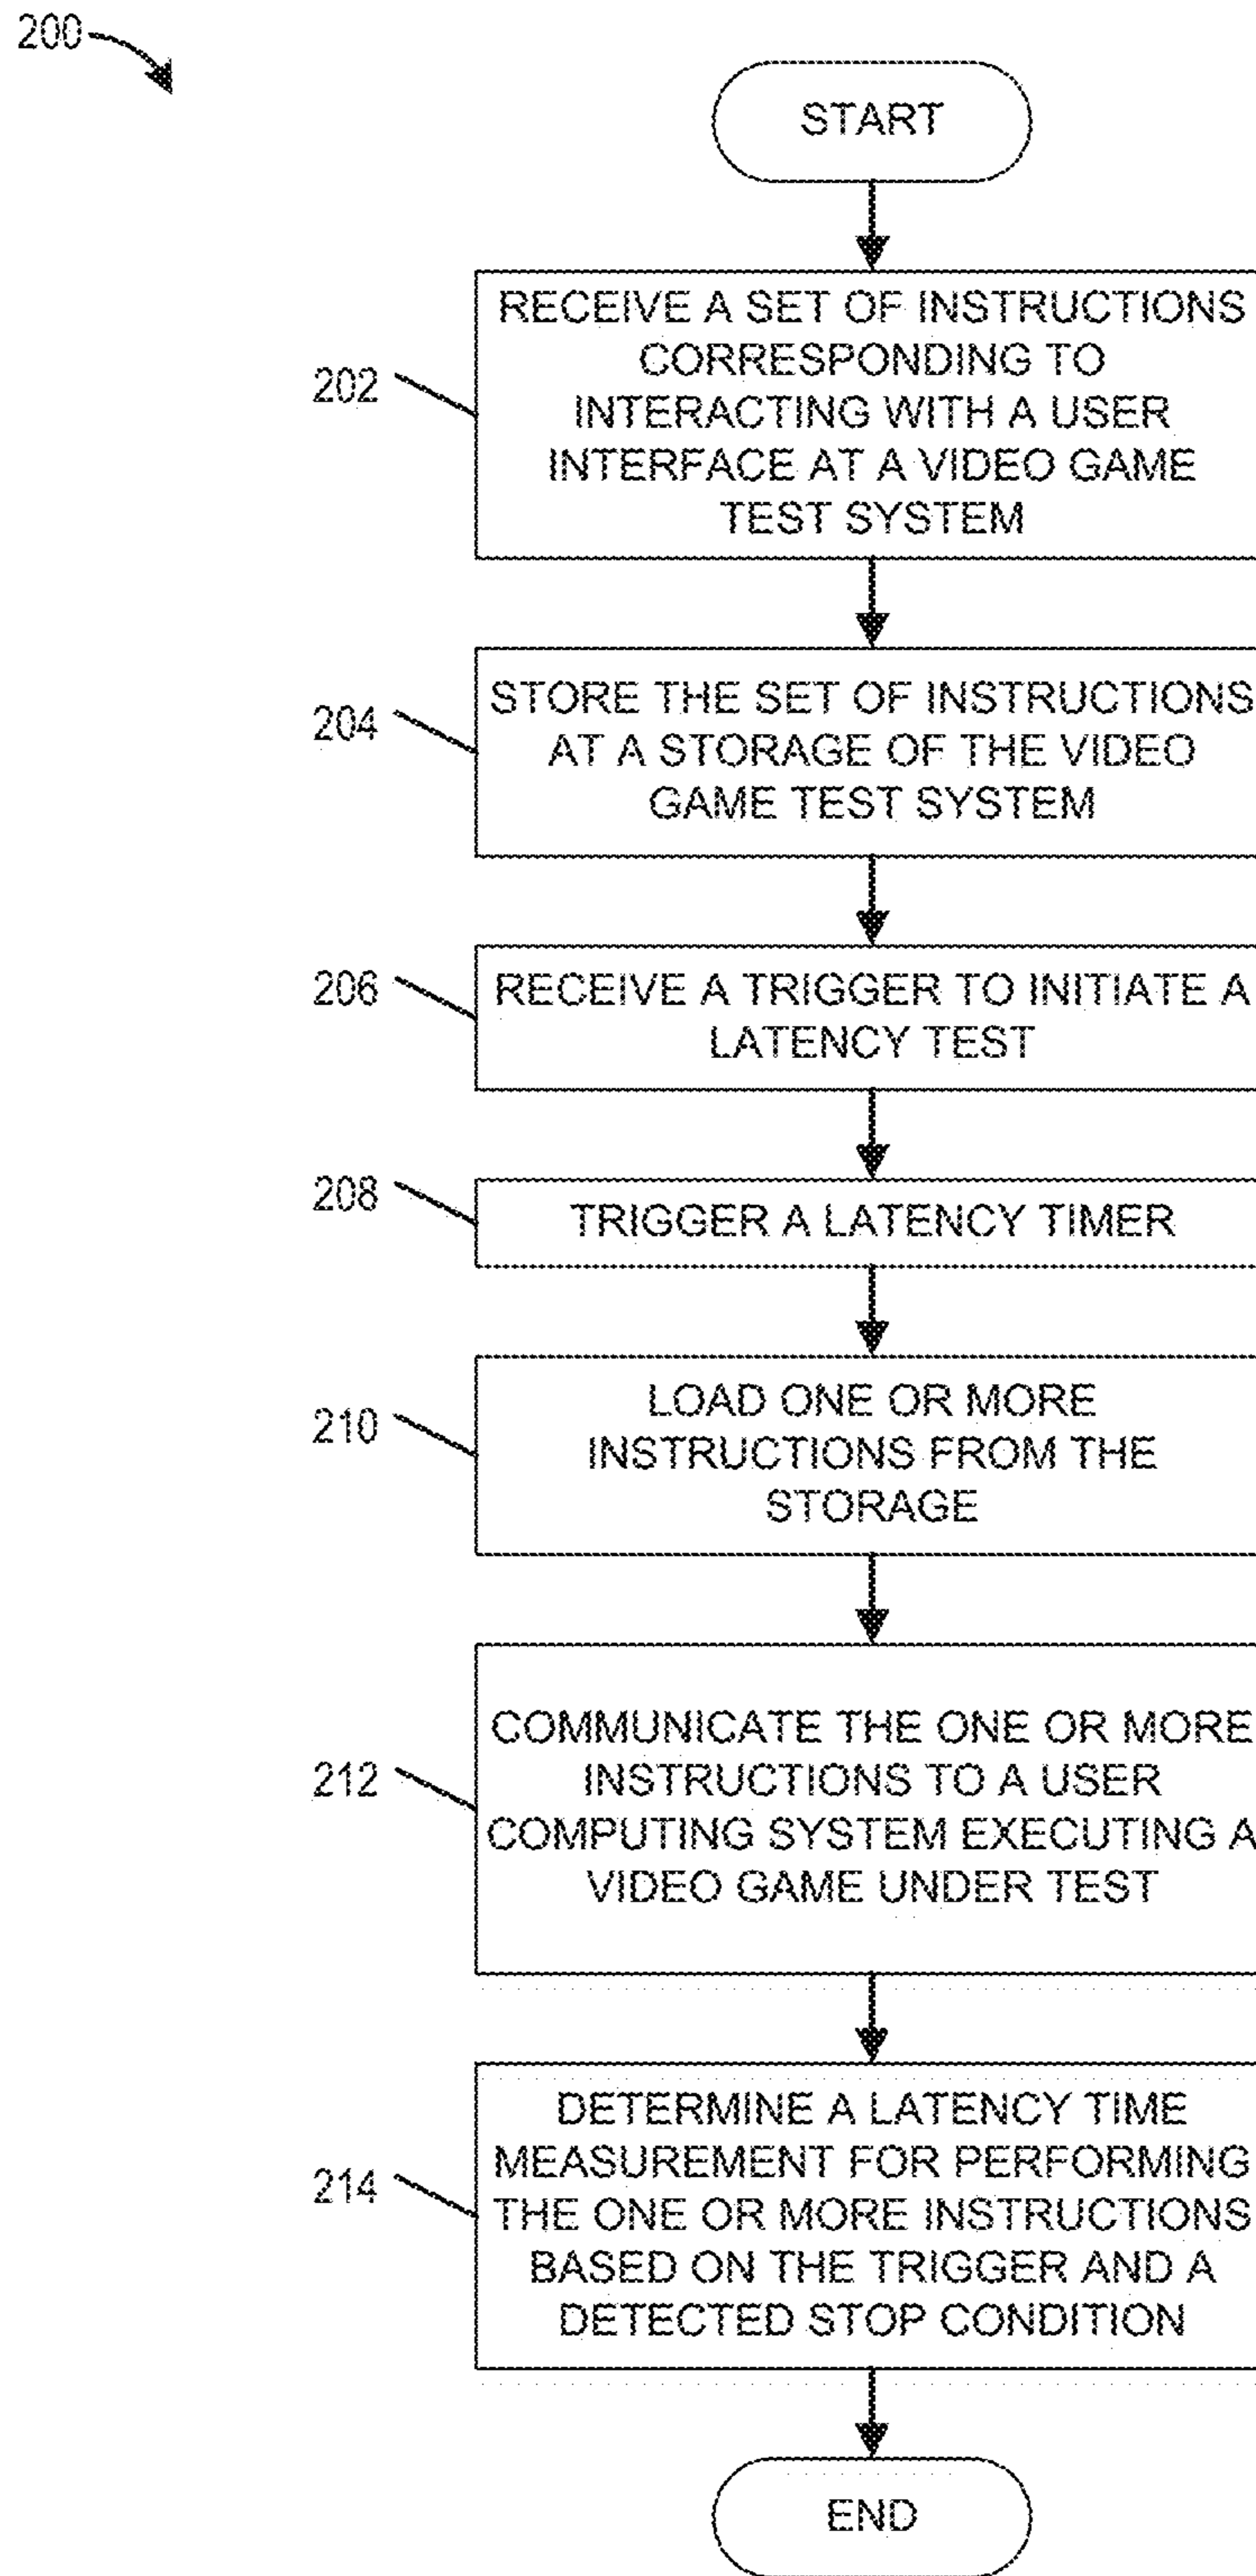 200
START
202
RECEIVE A SET OF INSTRUCTIONS
CORRESPONDING TO
INTERACTING WITH A USER
INTERFACE AT A VIDEO GAME
TEST SYSTEM
204
STORE THE SET OF INSTRUCTIONS
AT A STORAGE OF THE VIDEO
GAME TEST SYSTEM
206
RECEIVE A TRIGGER TO INITIATE A
LATENCY TEST
208
TRIGGER A LATENCY TIMER
210
LOAD ONE OR MORE
INSTRUCTIONS FROM THE
STORAGE
212
COMMUNICATE THE ONE OR MORE
INSTRUCTIONS TO A USER
COMPUTING SYSTEM EXECUTING A
VIDEO GAME UNDER TEST
214
DETERMINE A LATENCY TIME
MEASUREMENT FOR PERFORMING
THE ONE OR MORE INSTRUCTIONS
BASED ON THE TRIGGER AND A
DETECTED STOP CONDITION
END